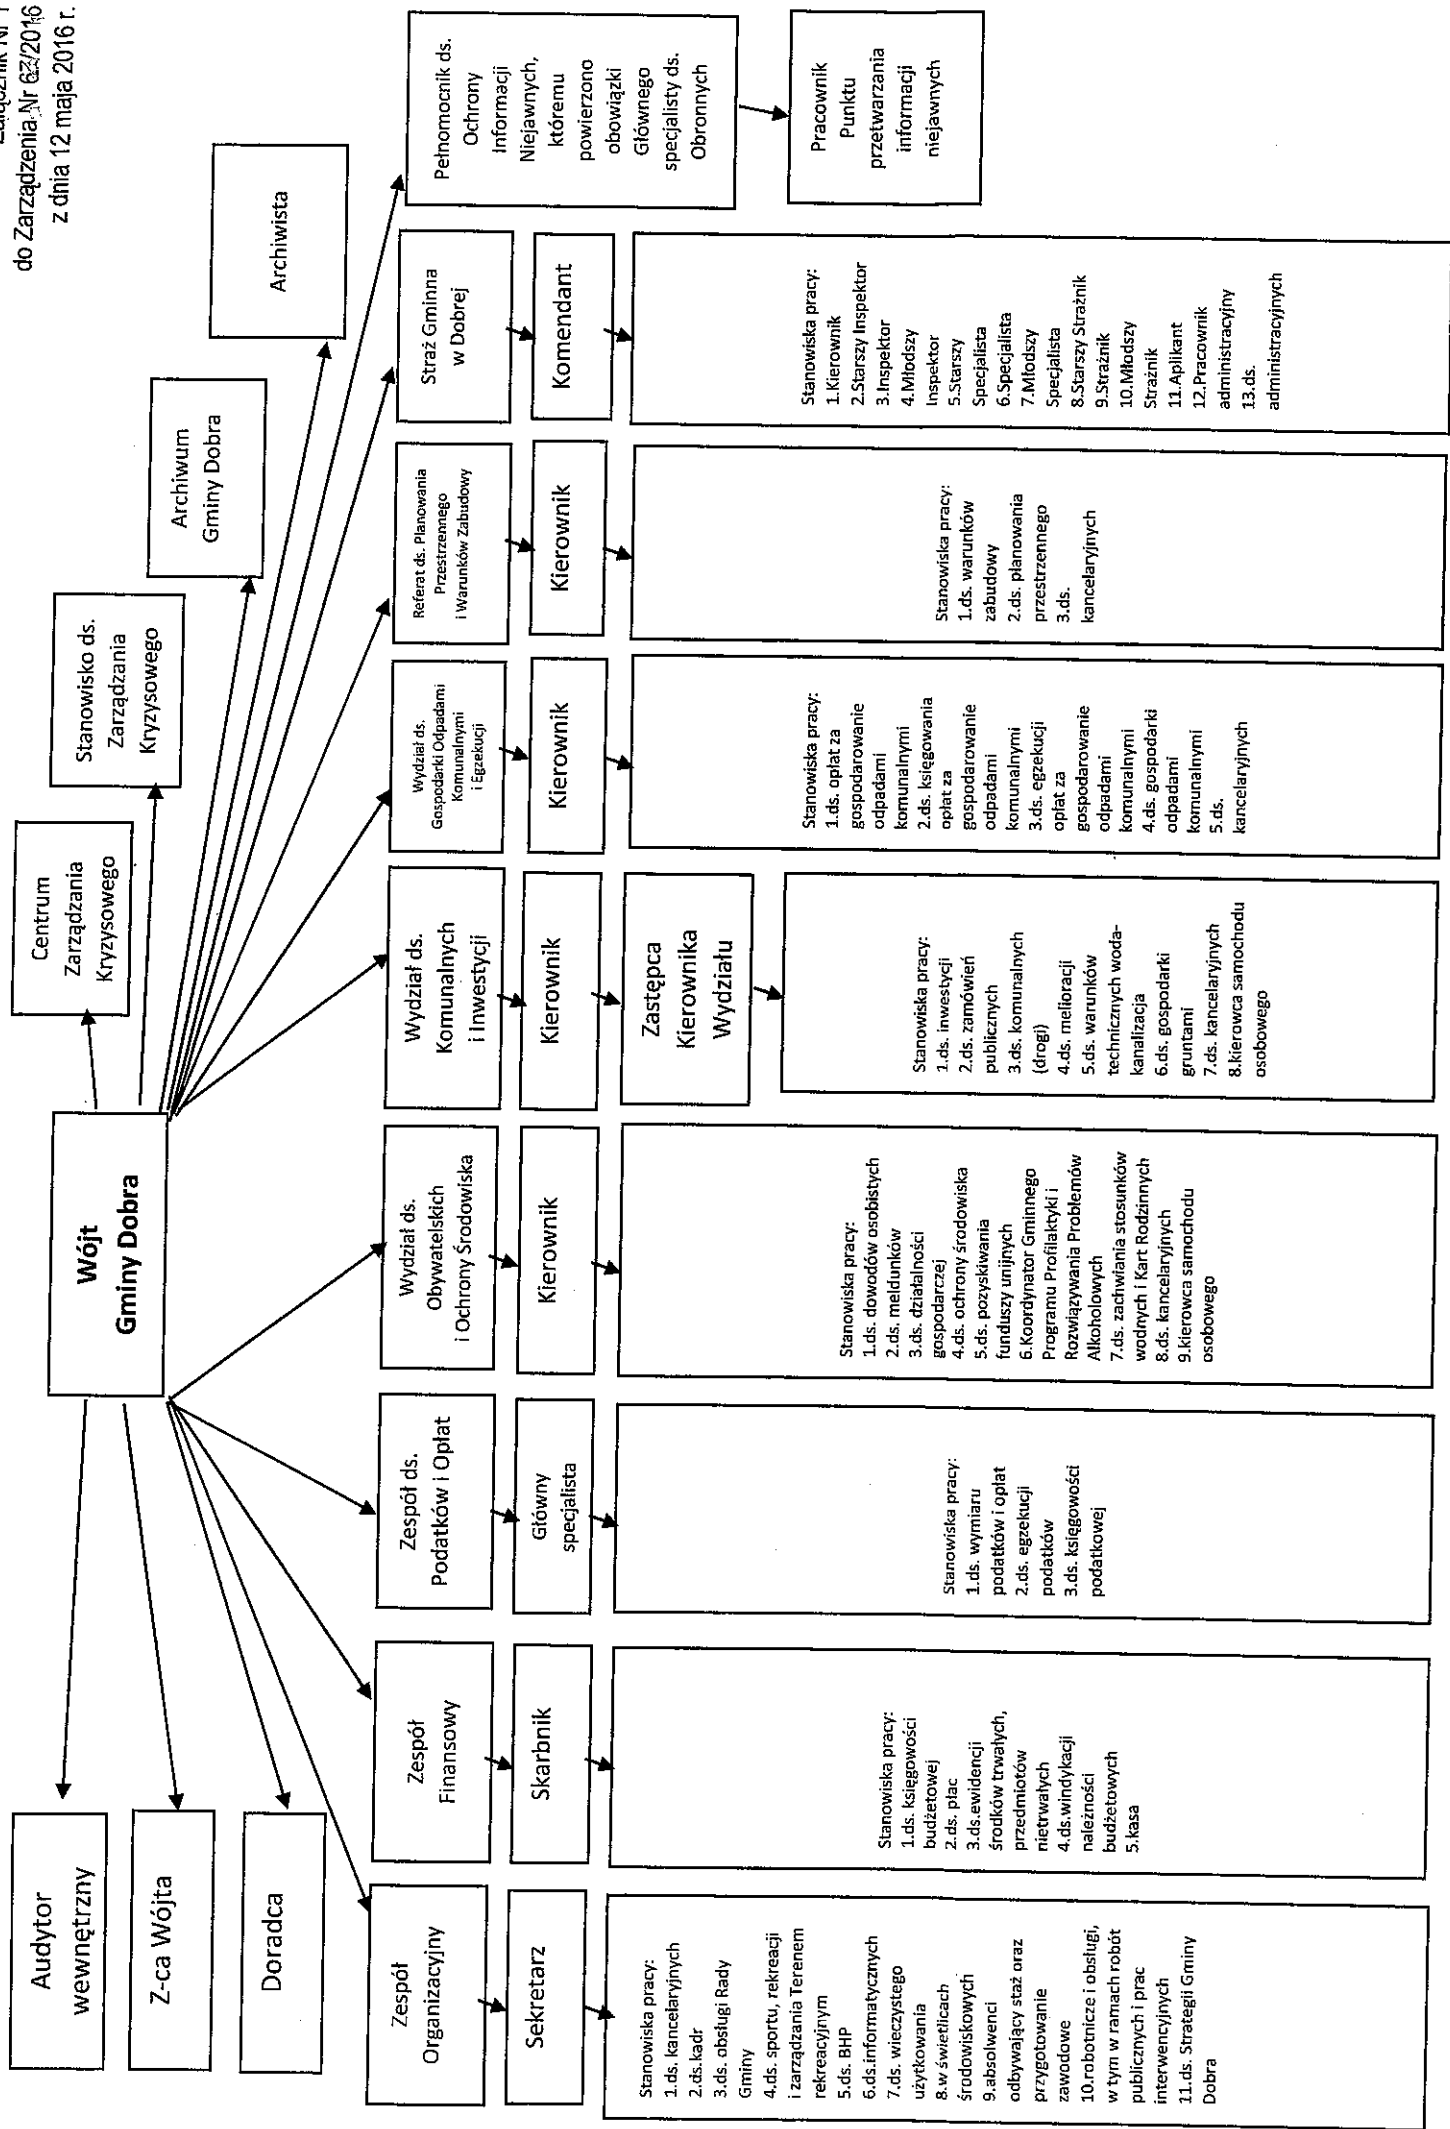 Załącznik Nr
do Zarządzenia Nr
z dnia 12 maja 2016 r.
Wójt
Gminy Dobra
Audytor
wewnętrzny
Z-ca Wójta
Doradca
Centrum
Zarządzania
Kryzysowego
Stanowisko ds.
Zarządzania
Kryzysowego
Archiwum
Gminy Dobra
Archiwista
Zespół
Organizacyjny
Sekretarz
Stanowiska pracy:
1.ds. kancelaryjnych
2.ds.kadr
3.ds. obsługi Rady
Gminy
4.ds. sportu, rekreacji
i zarządzania Terenem
rekreacyjnym
5.ds. BHP
6.ds.informatycznych
7.ds. wieczystego
użytkowania
8.w świetlicach
środowiskowych
9.absolwenci
odbywający staż oraz
przygotowanie
zawodowe
10.robotnicze i obsługi,
w tym w ramach robót
publicznych i prac
interwencyjnych
11.ds. Strategii Gminy
Dobra
Zespół
Finansowy
Skarbnik
Stanowiska pracy:
1.ds. księgowości
budżetowej
2.ds. płac
3.ds.ewidencji
środków trwałych,
przedmiotów
nietrwałych
4.ds.windykacji
należności
budżetowych
5.kasa
Zespół ds.
Podatków i Opłat
Główny
specjalista
Stanowiska pracy:
1.ds. wymiaru
podatków i opłat
2.ds. egzekucji
podatków
3.ds. księgowości
podatkowej
Wydział ds.
Obywatelskich
i Ochrony Środowiska
Kierownik
Stanowiska pracy:
1.ds. dowodów osobistych
2.ds. meldunków
3.ds. działalności
gospodarczej
4.ds. ochrony środowiska
5.ds. pozyskiwania
funduszy unijnych
6.Koordynator Gminnego
Programu Profilaktyki i
Rozwiązywania Problemów
Alkoholowych
7.ds. zachwiania stosunków
wodnych i Kart Rodzinnych
8.ds. kancelaryjnych
9.kierowca samochodu
osobowego
Wydział ds.
Komunalnych
i Inwestycji
Kierownik
Zastępca
Kierownika
Wydziału
Stanowiska pracy:
1.ds. inwestycji
2.ds. zamówień
publicznych
3.ds. komunalnych
(drogi)
4.ds. melioracji
5.ds. warunków
technicznych woda-
kanalizacja
6.ds. gospodarki
gruntami
7.ds. kancelaryjnych
8.kierowca samochodu
osobowego
Wydział ds.
Gospodarki Odpadami
Komunalnymi
i Egzekucji
Kierownik
Stanowiska pracy:
1.ds. opłat za
gospodarowanie
odpadami
komunalnymi
2.ds. księgowania
opłat za
gospodarowanie
odpadami
komunalnymi
3.ds. egzekucji
opłat za
gospodarowanie
odpadami
komunalnymi
4.ds. gospodarki
odpadami
komunalnymi
5.ds.
kancelaryjnych
Referat ds. Planowania
Przestrzennego
i Warunków Zabudowy
Kierownik
Stanowiska pracy:
1.ds. warunków
zabudowy
2.ds. planowania
przestrzennego
3.ds.
kancelaryjnych
Straż Gminna
w Dobrej
Komendant
Stanowiska pracy:
1.Kierownik
2.Starszy Inspektor
3.Inspektor
4.Młodszy
Inspektor
5.Starszy
Specjalista
6.Specjalista
7.Młodszy
Specjalista
8.Starszy Strażnik
9.Strażnik
10.Młodszy
Strażnik
11.Aplikant
12.Pracownik
administracyjny
13.ds.
administracyjnych
Pełnomocnik ds.
Ochrony
Informacji
Niejawnych,
któremu
powierzono
obowiązki
Głównego
specjalisty ds.
Obronnych
Pracownik
Punktu
przetwarzania
informacji
niejawnych